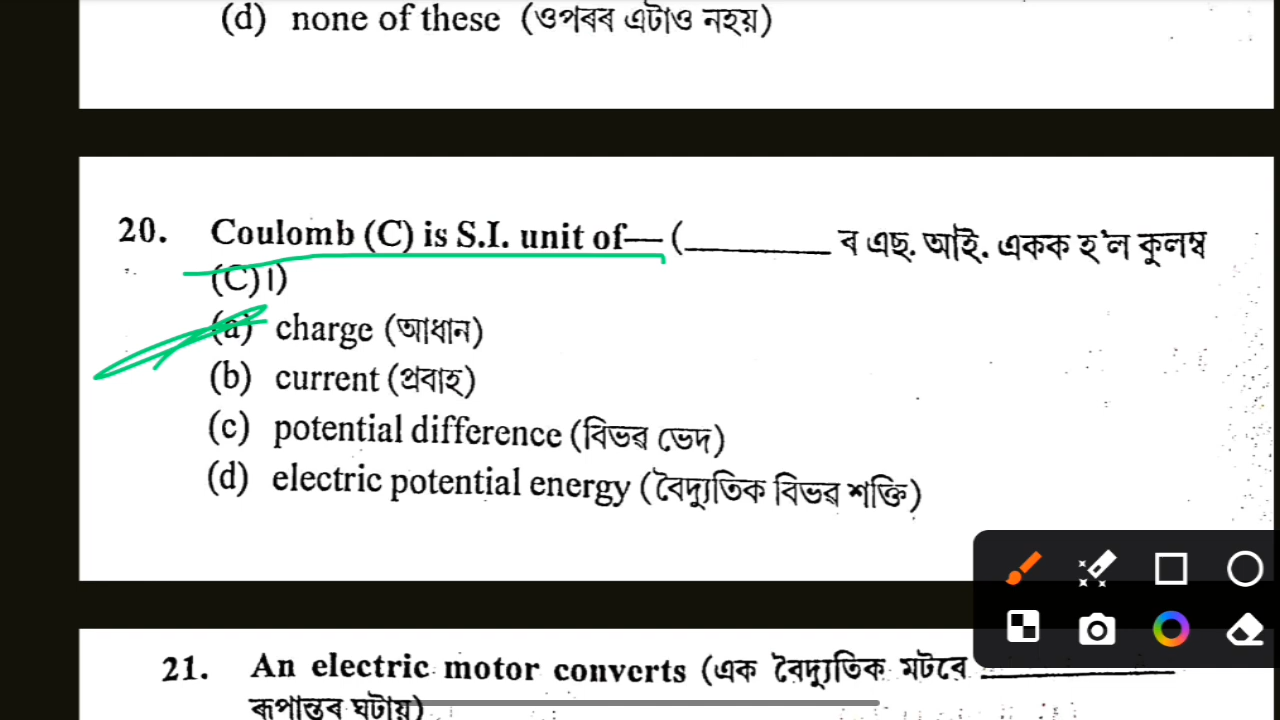 (d) none of these (ওপৰৰ এটাও নহয়)
20. Coulomb (C) is S.I. unit of— (__________ ৰ এছ. আই. একক হ'ল কুলম্ব
(C)।)
(a) charge (আধান)
(b) current (প্ৰবাহ)
(c) potential difference (বিভৱ ভেদ)
(d) electric potential energy (বৈদ্যুতিক বিভৱ শক্তি)
21. An electric motor converts (এক বৈদ্যুতিক মটৰে __________
ৰূপান্তৰ ঘটায়)